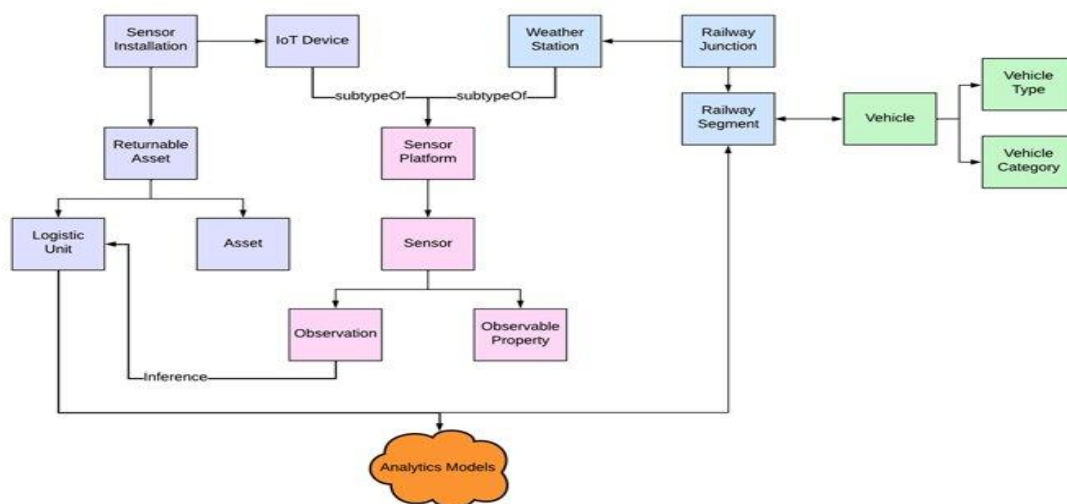 Sensor
Installation
IoT Device
Weather
Station
Railway
Junction
Vehicle
Type
subtypeOf
subtypeOf
Railway
Segment
Vehicle
Returnable
Asset
Sensor
Platform
Vehicle
Category
Logistic
Unit
Asset
Sensor
Observation
Observable
Property
Inference
Analytics Models